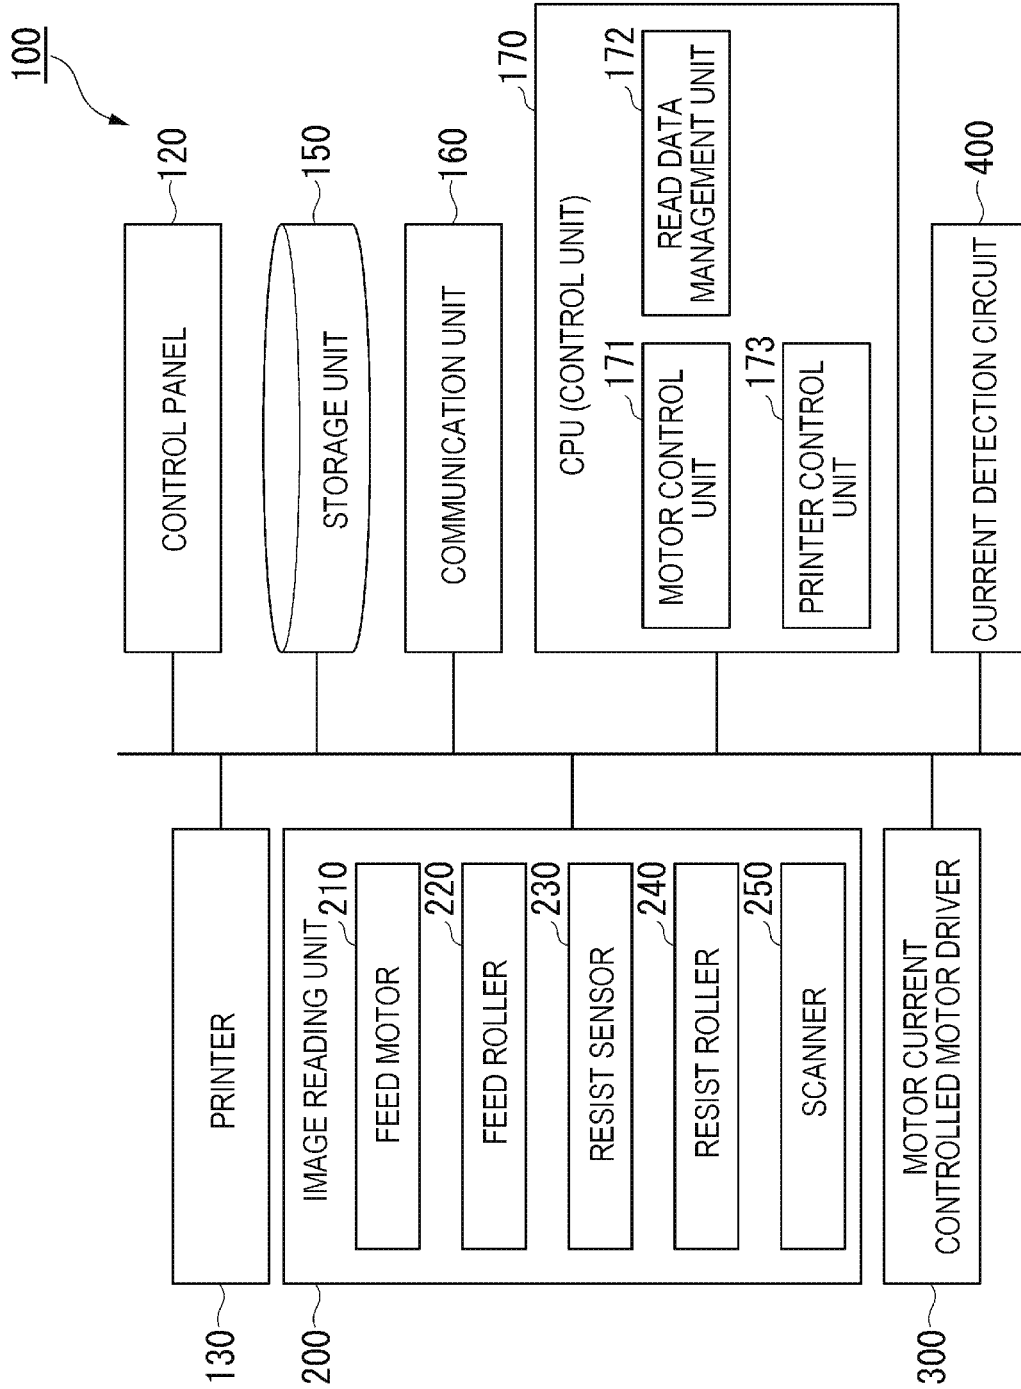 100
PRINTER
130
IMAGE READING UNIT
200
FEED MOTOR
210
FEED ROLLER
220
RESIST SENSOR
230
RESIST ROLLER
240
SCANNER
250
MOTOR CURRENT
CONTROLLED MOTOR DRIVER
300
CONTROL PANEL
120
STORAGE UNIT
150
COMMUNICATION UNIT
160
CPU (CONTROL UNIT)
170
MOTOR CONTROL
UNIT
171
READ DATA
MANAGEMENT UNIT
172
PRINTER CONTROL
UNIT
173
CURRENT DETECTION CIRCUIT
400